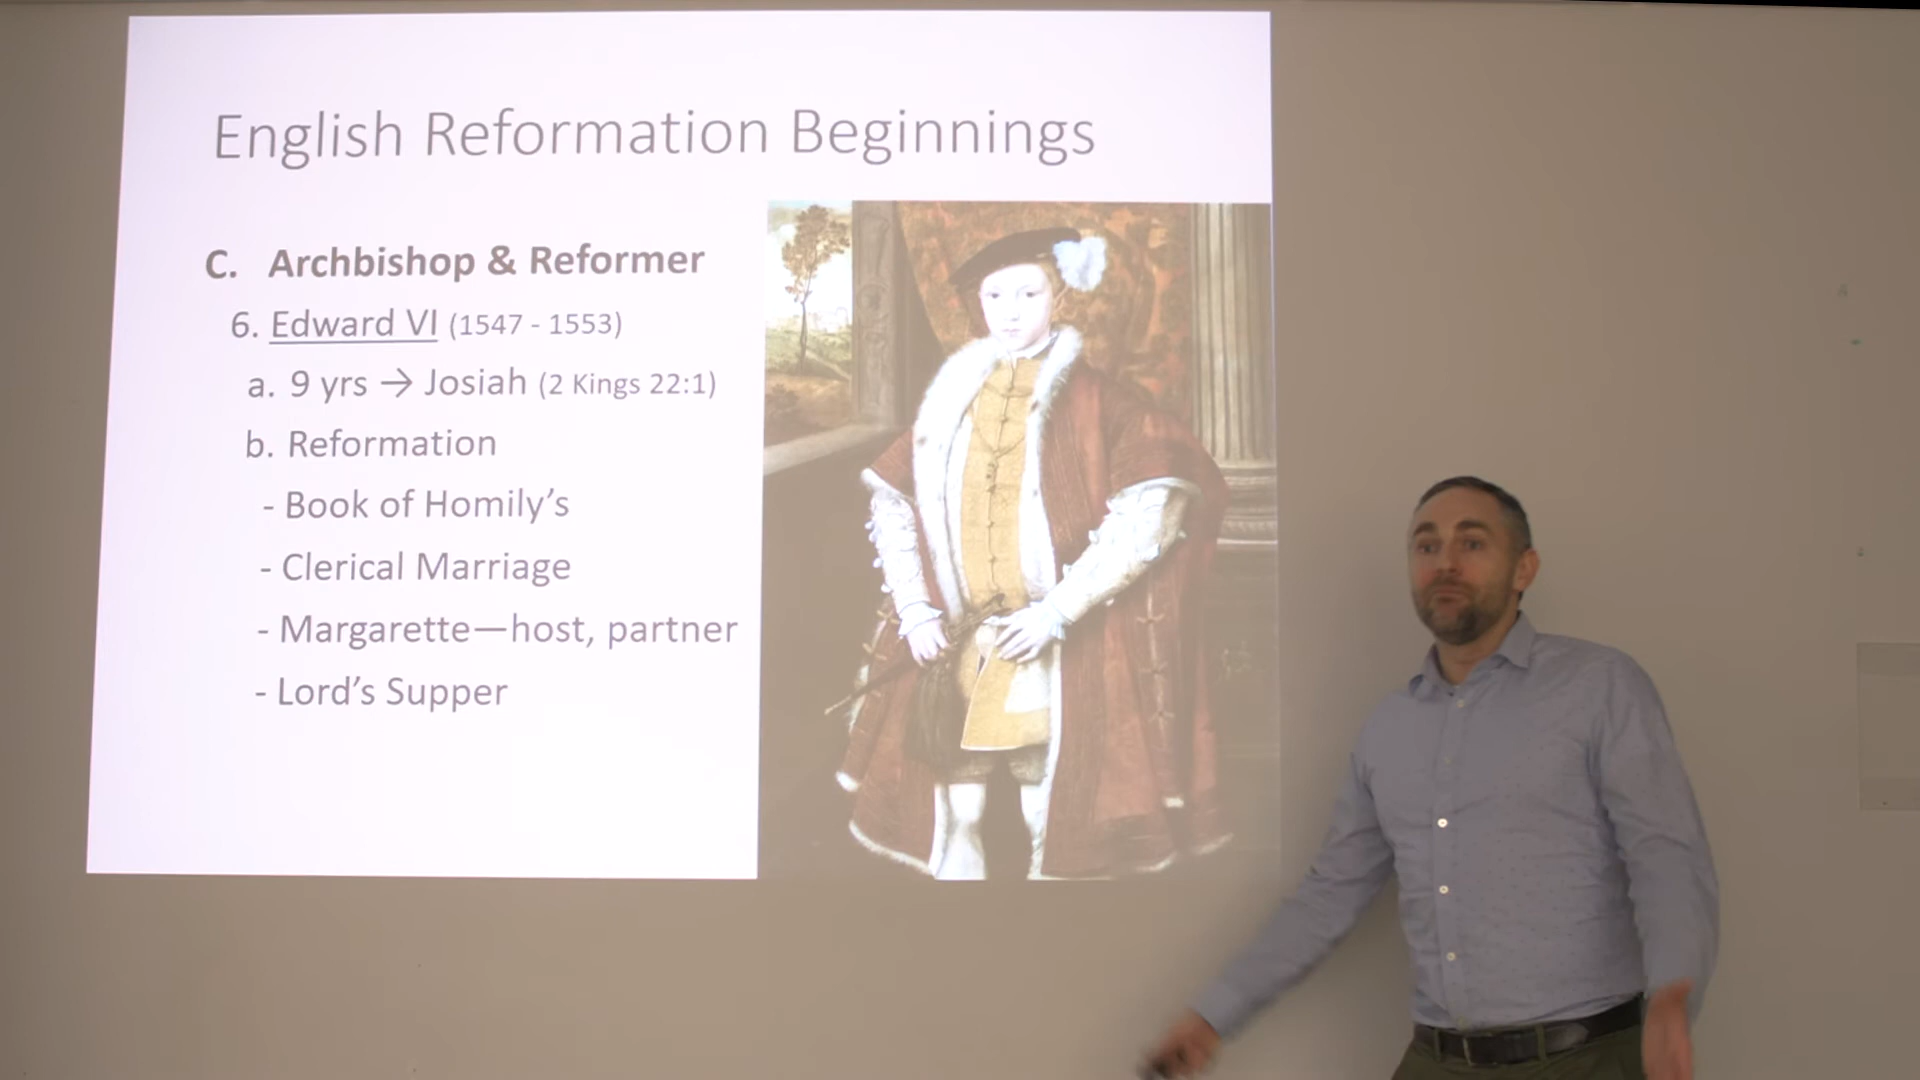 English Reformation Beginnings
C. Archbishop & Reformer
6. Edward VI (1547 - 1553)
a. 9 yrs → Josiah (2 Kings 22:1)
b. Reformation
- Book of Homily’s
- Clerical Marriage
- Margarette—host, partner
- Lord’s Supper